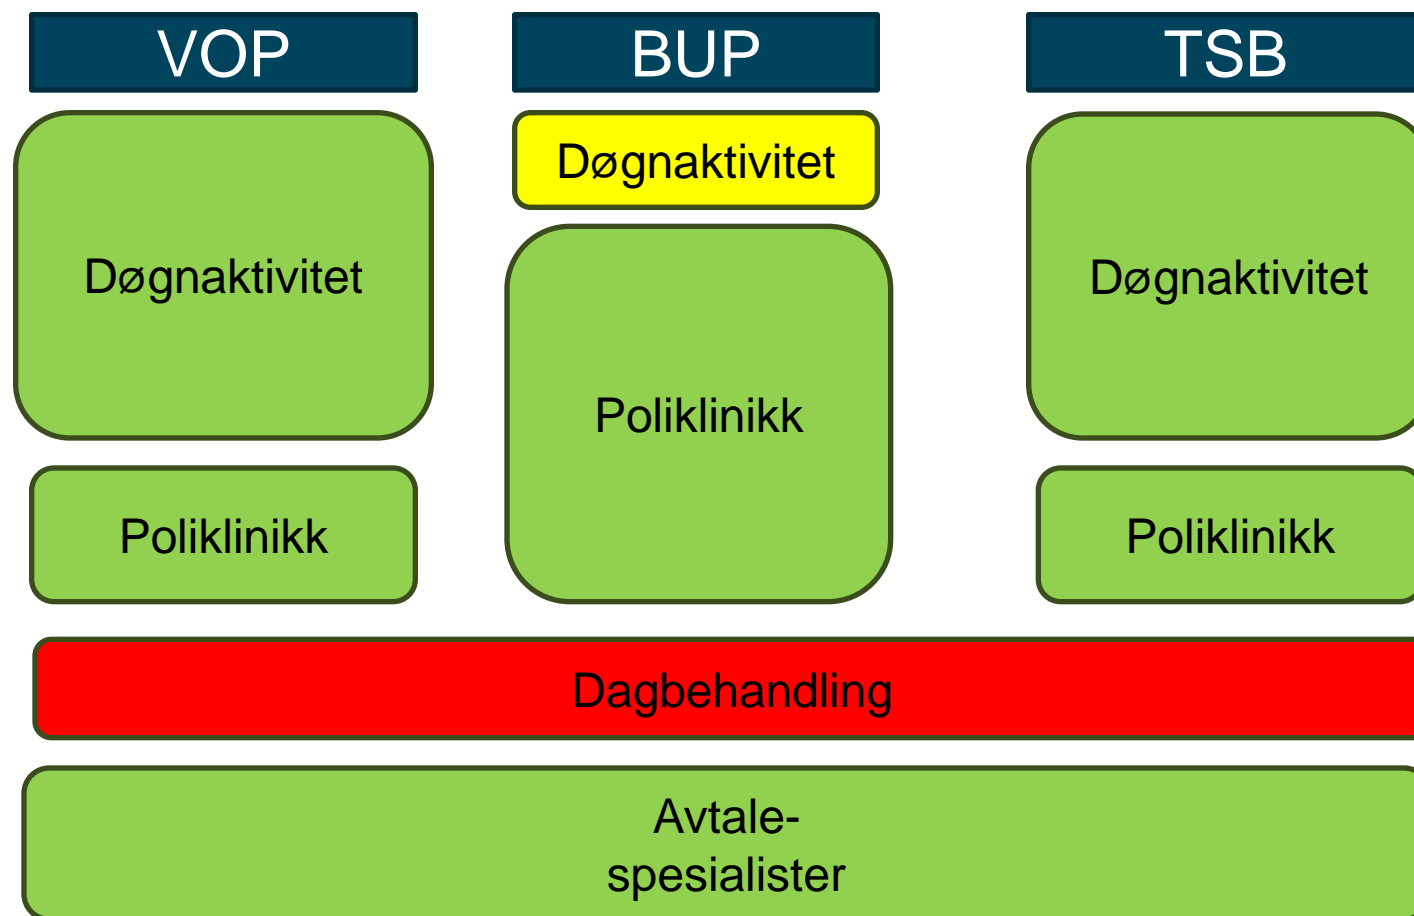 VOP
BUP
TSB
Døgnaktivitet
Døgnaktivitet
Døgnaktivitet
Poliklinikk
Poliklinikk
Poliklinikk
Dagbehandling
Avtale-
spesialister